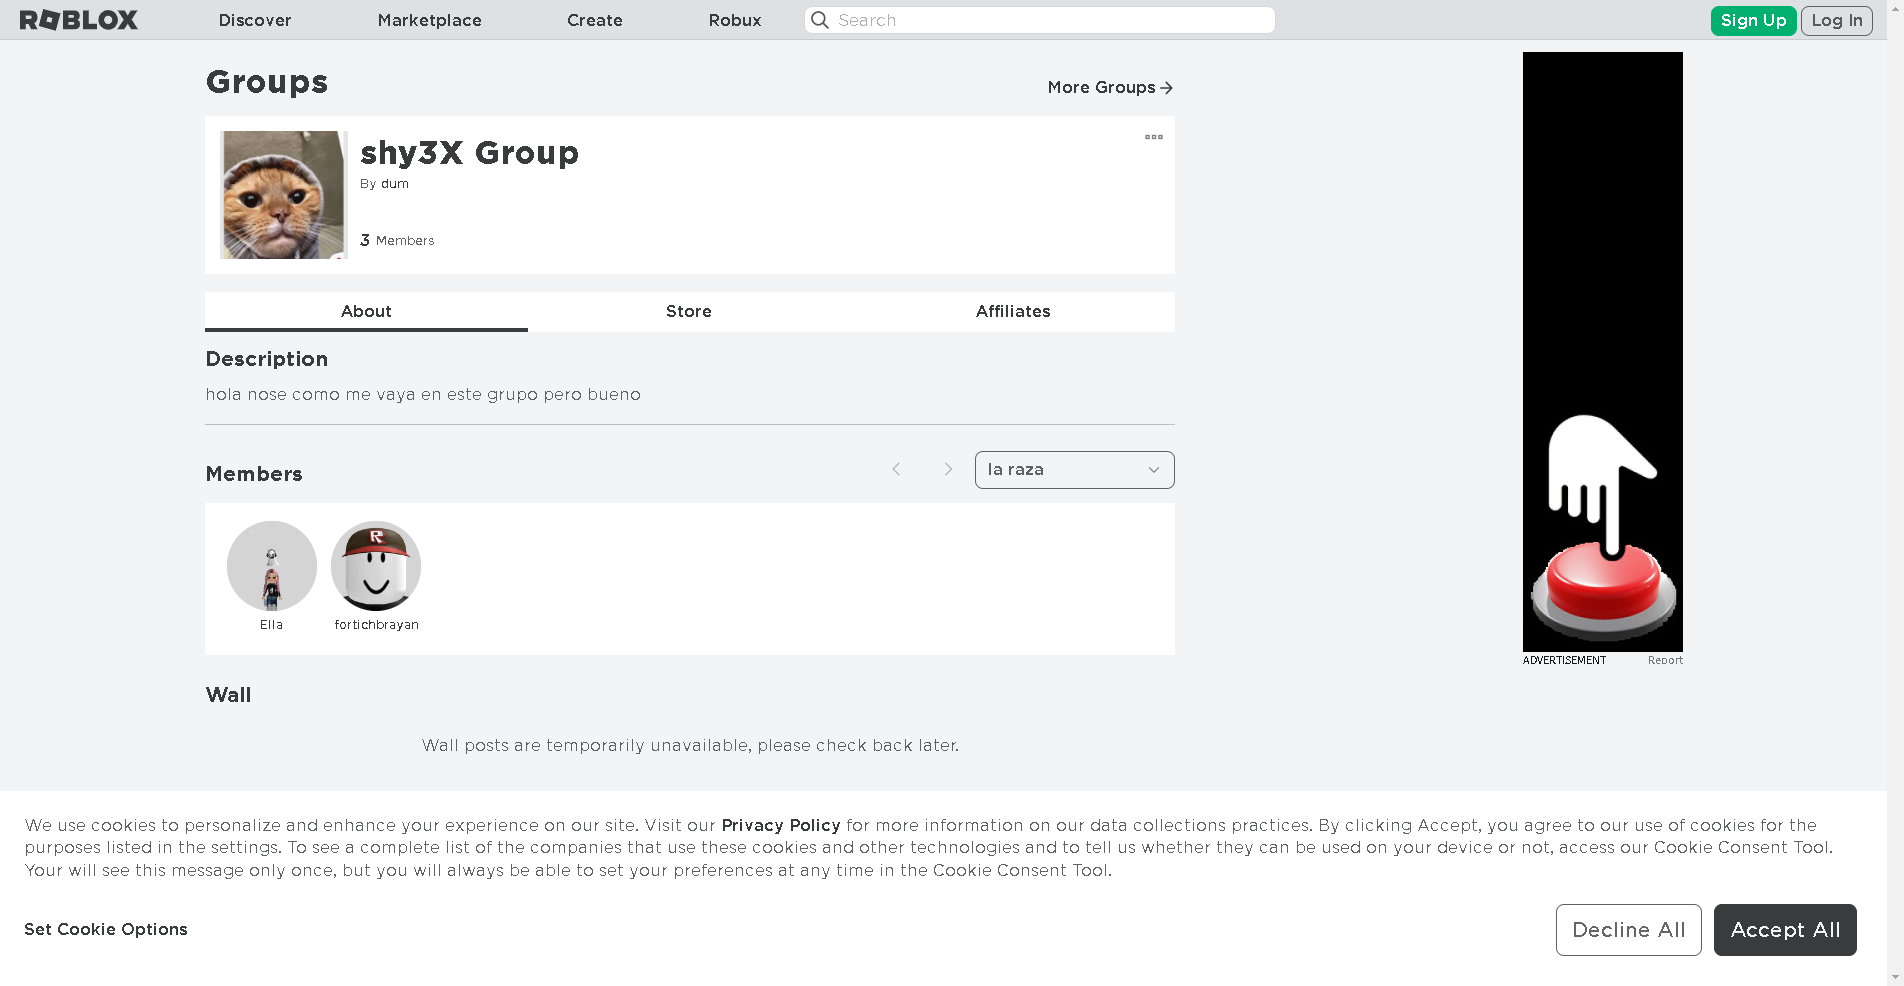 ROBLOX
Discover
Marketplace
Create
Robux
Search
Sign Up
Log In
Groups
More Groups
shy3X Group
By dum
3 Members
About
Store
Affiliates
Description
hola nose como me vaya en este grupo pero bueno
Members
la raza
R
Ella
fortichbrayan
ADVERTISEMENT
Report
Wall
Wall posts are temporarily unavailable, please check back later.
We use cookies to personalize and enhance your experience on our site. Visit our Privacy Policy for more information on our data collections practices. By clicking Accept, you agree to our use of cookies for the
purposes listed in the settings. To see a complete list of the companies that use these cookies and other technologies and to tell us whether they can be used on your device or not, access our Cookie Consent Tool.
Your will see this message only once, but you will always be able to set your preferences at any time in the Cookie Consent Tool.
Set Cookie Options
Decline All
Accept All